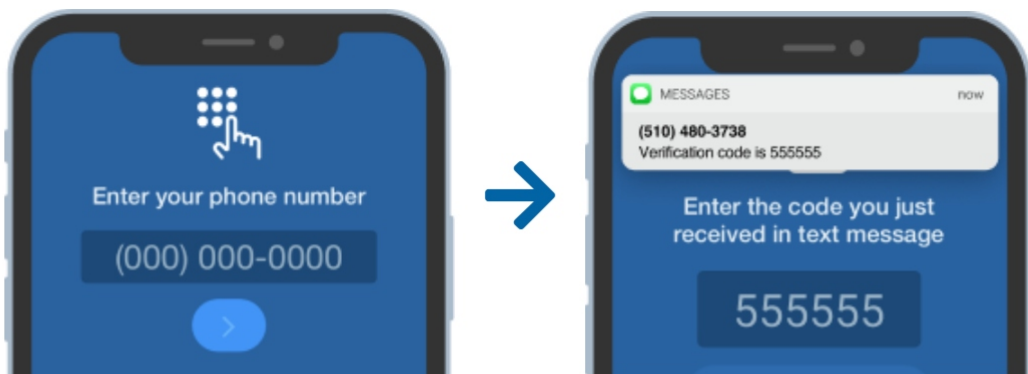 Enter your phone number
(000) 000-0000
MESSAGES now
(510) 480-3738
Verification code is 555555
Enter the code you just
received in text message
555555